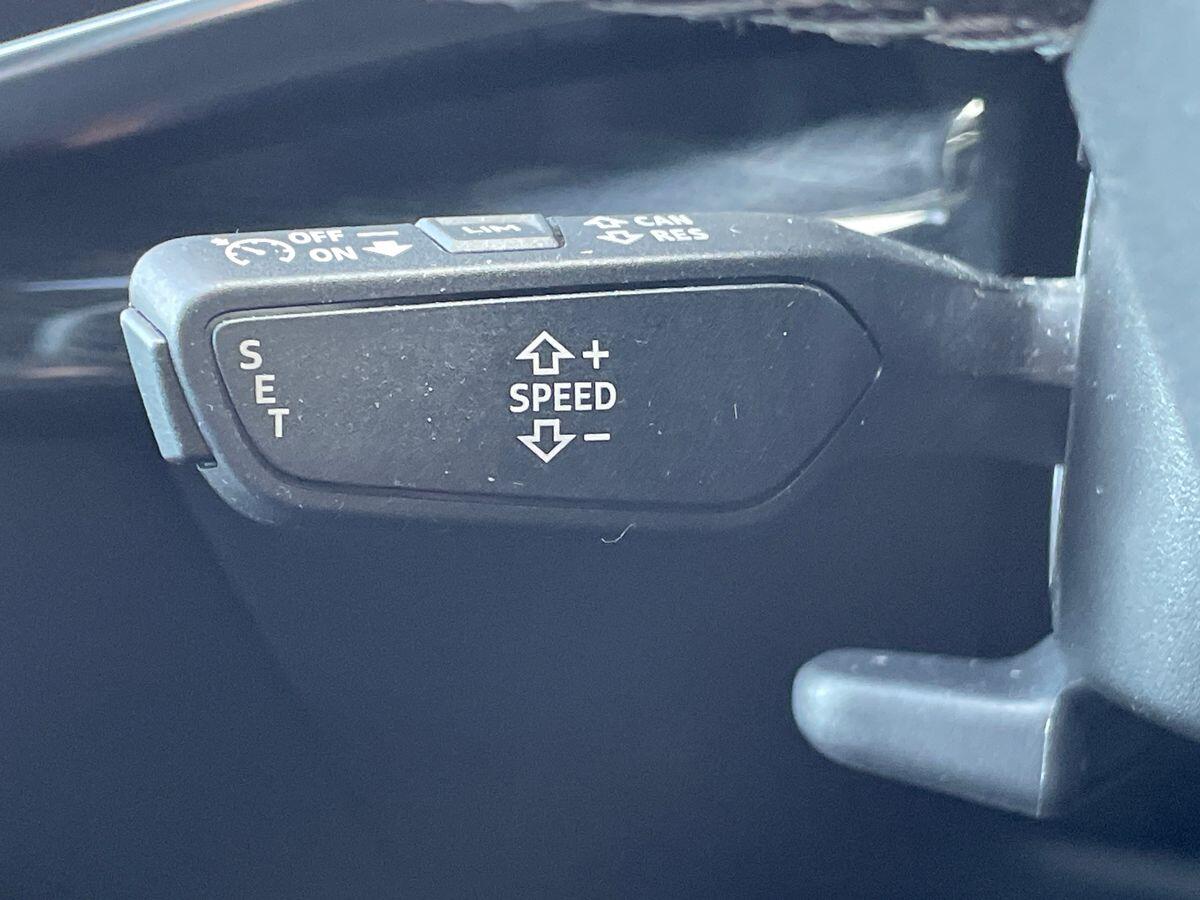 OFF
ON
LIM
CAN
RES
S
E
T
+
SPEED
-